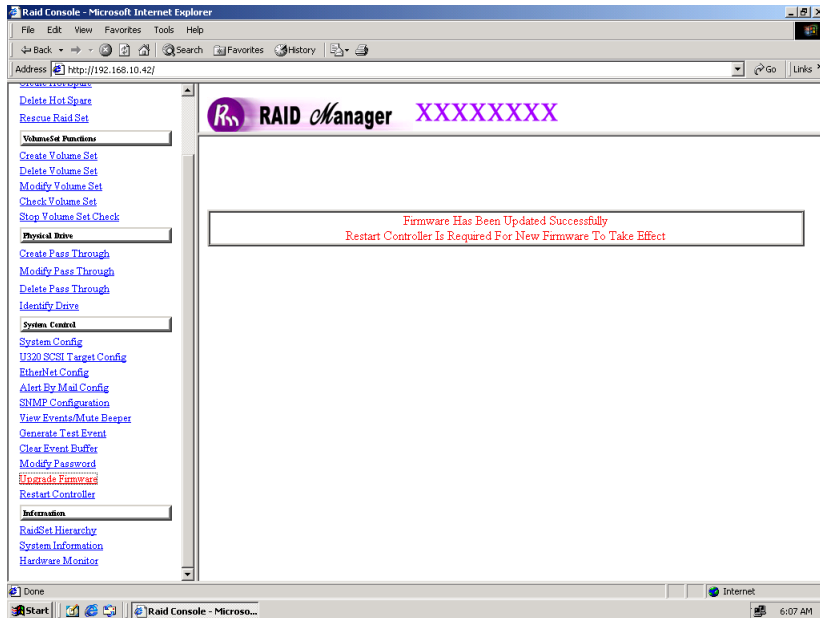 Raid Console - Microsoft Internet Explorer
File Edit View Favorites Tools Help
Back Search Favorites History
Address http://192.168.10.42/ Go Links
Create Hot Spare
Delete Hot Spare
Rescue Raid Set
VolumeSet Functions
Create Volume Set
Delete Volume Set
Modify Volume Set
Check Volume Set
Stop Volume Set Check
Physical Drive
Create Pass Through
Modify Pass Through
Delete Pass Through
Identify Drive
System Control
System Config
U320 SCSI Target Config
EtherNet Config
Alert By Mail Config
SNMP Configuration
View Events/Mute Beeper
Generate Test Event
Clear Event Buffer
Modify Password
Upgrade Firmware
Restart Controller
Information
RaidSet Hierarchy
System Information
Hardware Monitor
RAID Manager XXXXXXXX
Firmware Has Been Updated Successfully
Restart Controller Is Required For New Firmware To Take Effect
Done Internet
Start Raid Console - Microso... 6:07 AM